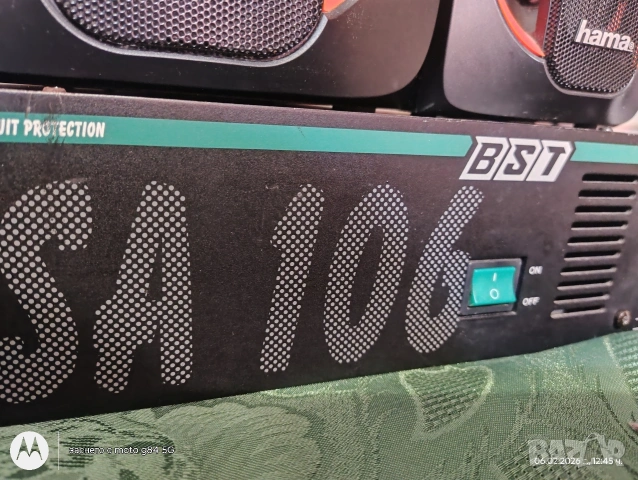 hama.
UIT PROTECTION
BST
SA 106
I
O
ON
OFF
заснето с moto g84 5G
BAZAR
06.02.2026 г., 12:45 ч.